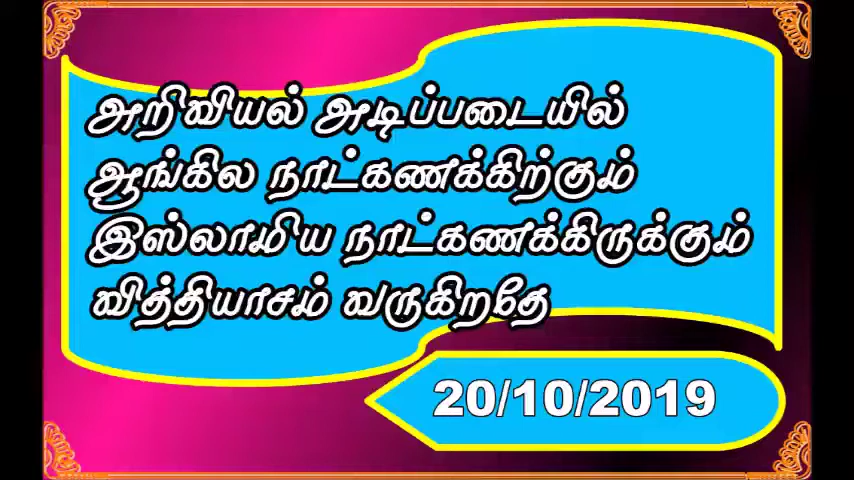 அறிவியல் அடிப்படையில்
ஆங்கில நாட்கணக்கிற்கும்
இஸ்லாமிய நாட்கணக்கிருக்கும்
வித்தியாசம் வருகிறதே
20/10/2019